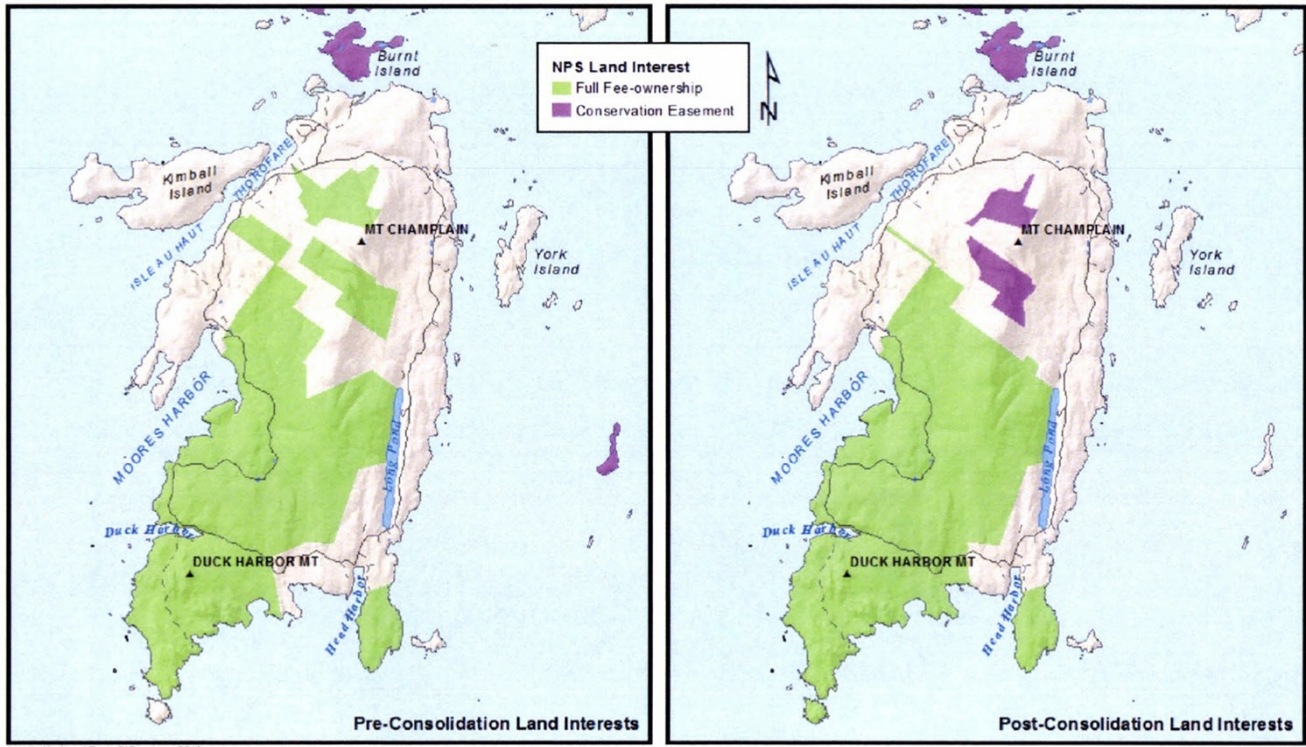 Burnt
Island
NPS Land Interest
Full Fee-ownership
Conservation Easement
N
Kimball
Island
THOROFARE
ISLE AU HAUT
MT CHAMPLAIN
York
Island
MOORES HARBOR
Long Pond
Duck Harbor
DUCK HARBOR MT
Head Harbor
Pre-Consolidation Land Interests
Burnt
Island
Kimball
Island
THOROFARE
ISLE AU HAUT
MT CHAMPLAIN
York
Island
MOORES HARBOR
Long Pond
Duck Harbor
DUCK HARBOR MT
Head Harbor
Post-Consolidation Land Interests